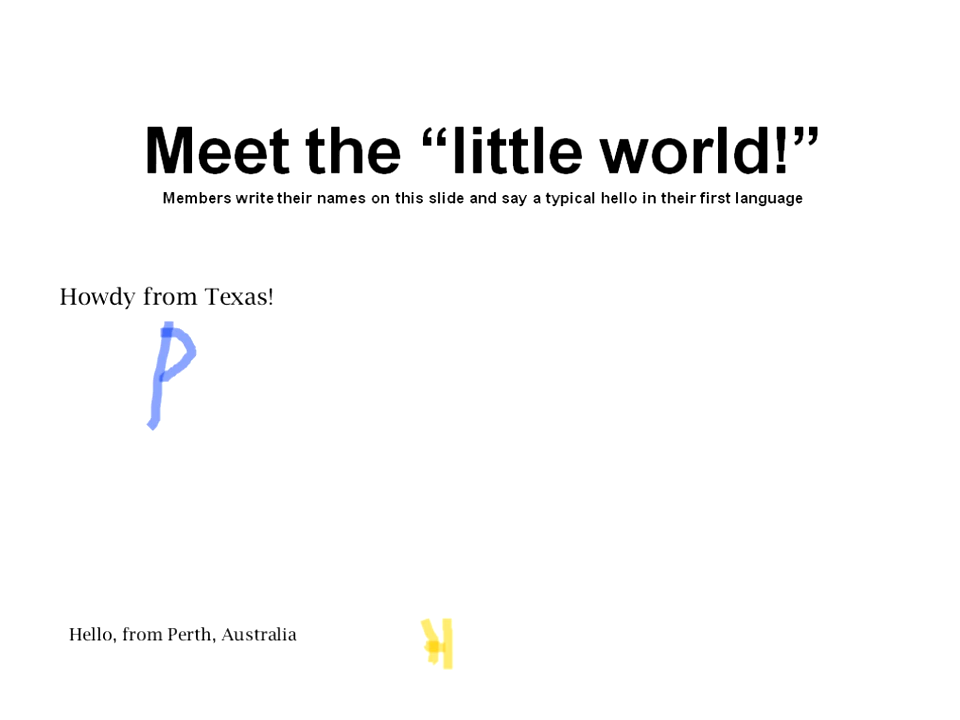 Meet the “little world!”
Members write their names on this slide and say a typical hello in their first language
Howdy from Texas!
P
Hello, from Perth, Australia